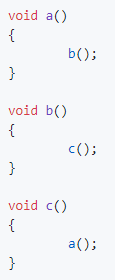 void a()
{
        b();
}

void b()
{
        c();
}

void c()
{
        a();
}